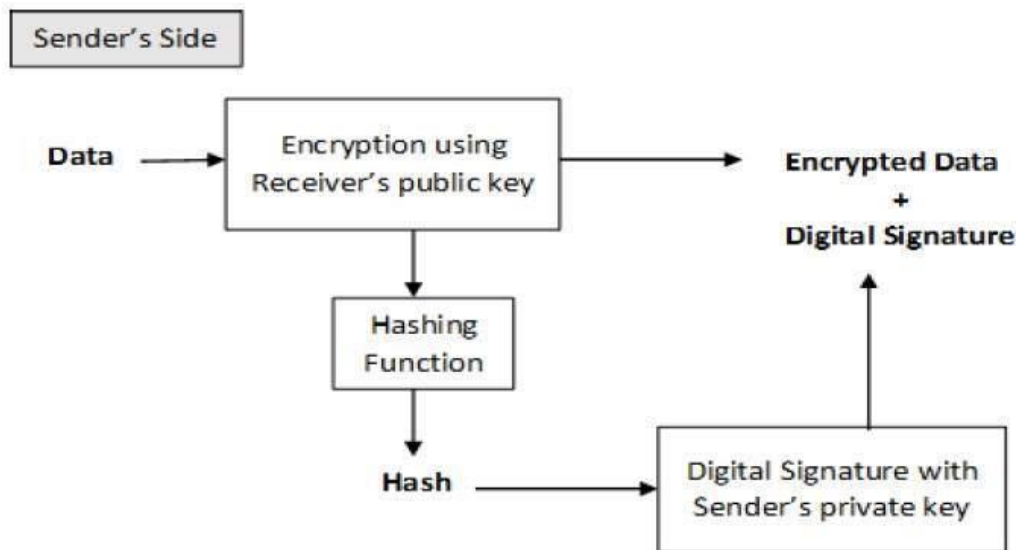 Sender’s Side
Data
Encryption using
Receiver’s public key
Encrypted Data
+
Digital Signature
Hashing
Function
Hash
Digital Signature with
Sender’s private key